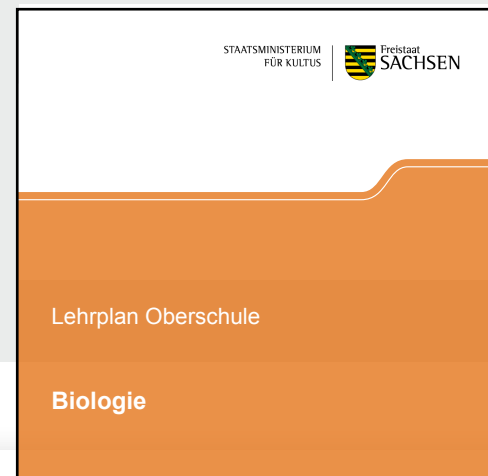 STAATSMINISTERIUM
FÜR KULTUS
Freistaat
SACHSEN
Lehrplan Oberschule
Biologie